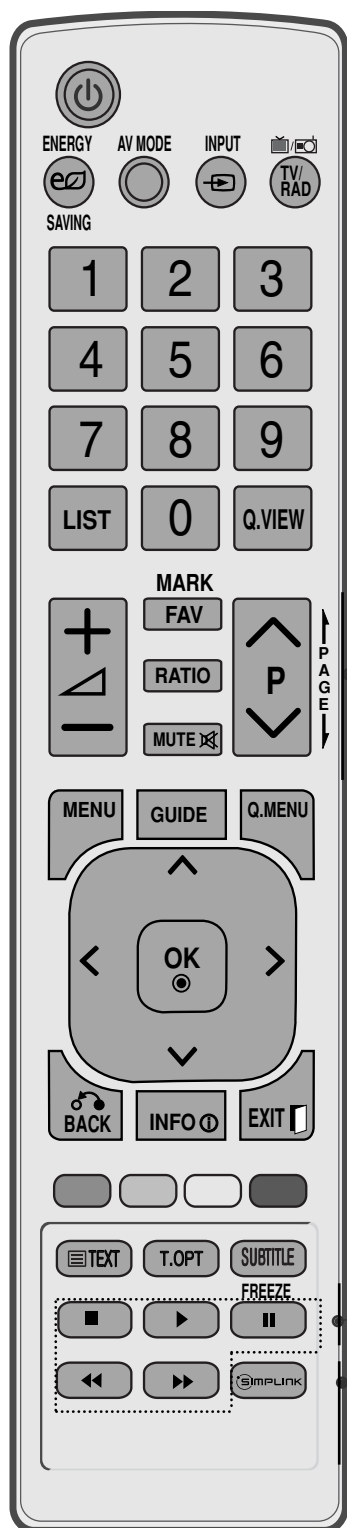 ENERGY AV MODE INPUT
TV/
RAD
SAVING
1 2 3
4 5 6
7 8 9
LIST 0 Q.VIEW
MARK
FAV
RATIO
MUTE
P
PAGE
MENU GUIDE Q.MENU
OK
BACK INFO EXIT
TEXT T.OPT SUBTITLE
FREEZE
SIMPLINK